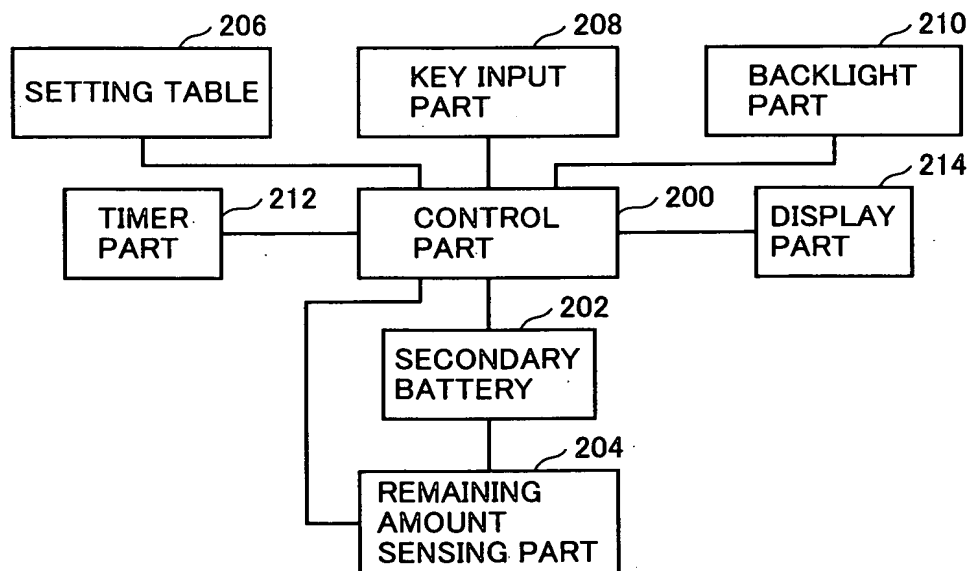 206
SETTING TABLE
208
KEY INPUT
PART
210
BACKLIGHT
PART
TIMER
PART
212
CONTROL
PART
200
214
DISPLAY
PART
202
SECONDARY
BATTERY
204
REMAINING
AMOUNT
SENSING PART